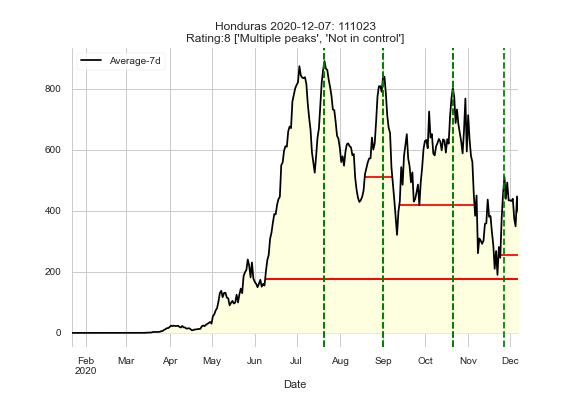 Honduras 2020-12-07: 111023
Rating:8 ['Multiple peaks', 'Not in control']
Average-7d
800
600
400
200
0
Feb Mar Apr May Jun Jul Aug Sep Oct Nov Dec
2020
Date